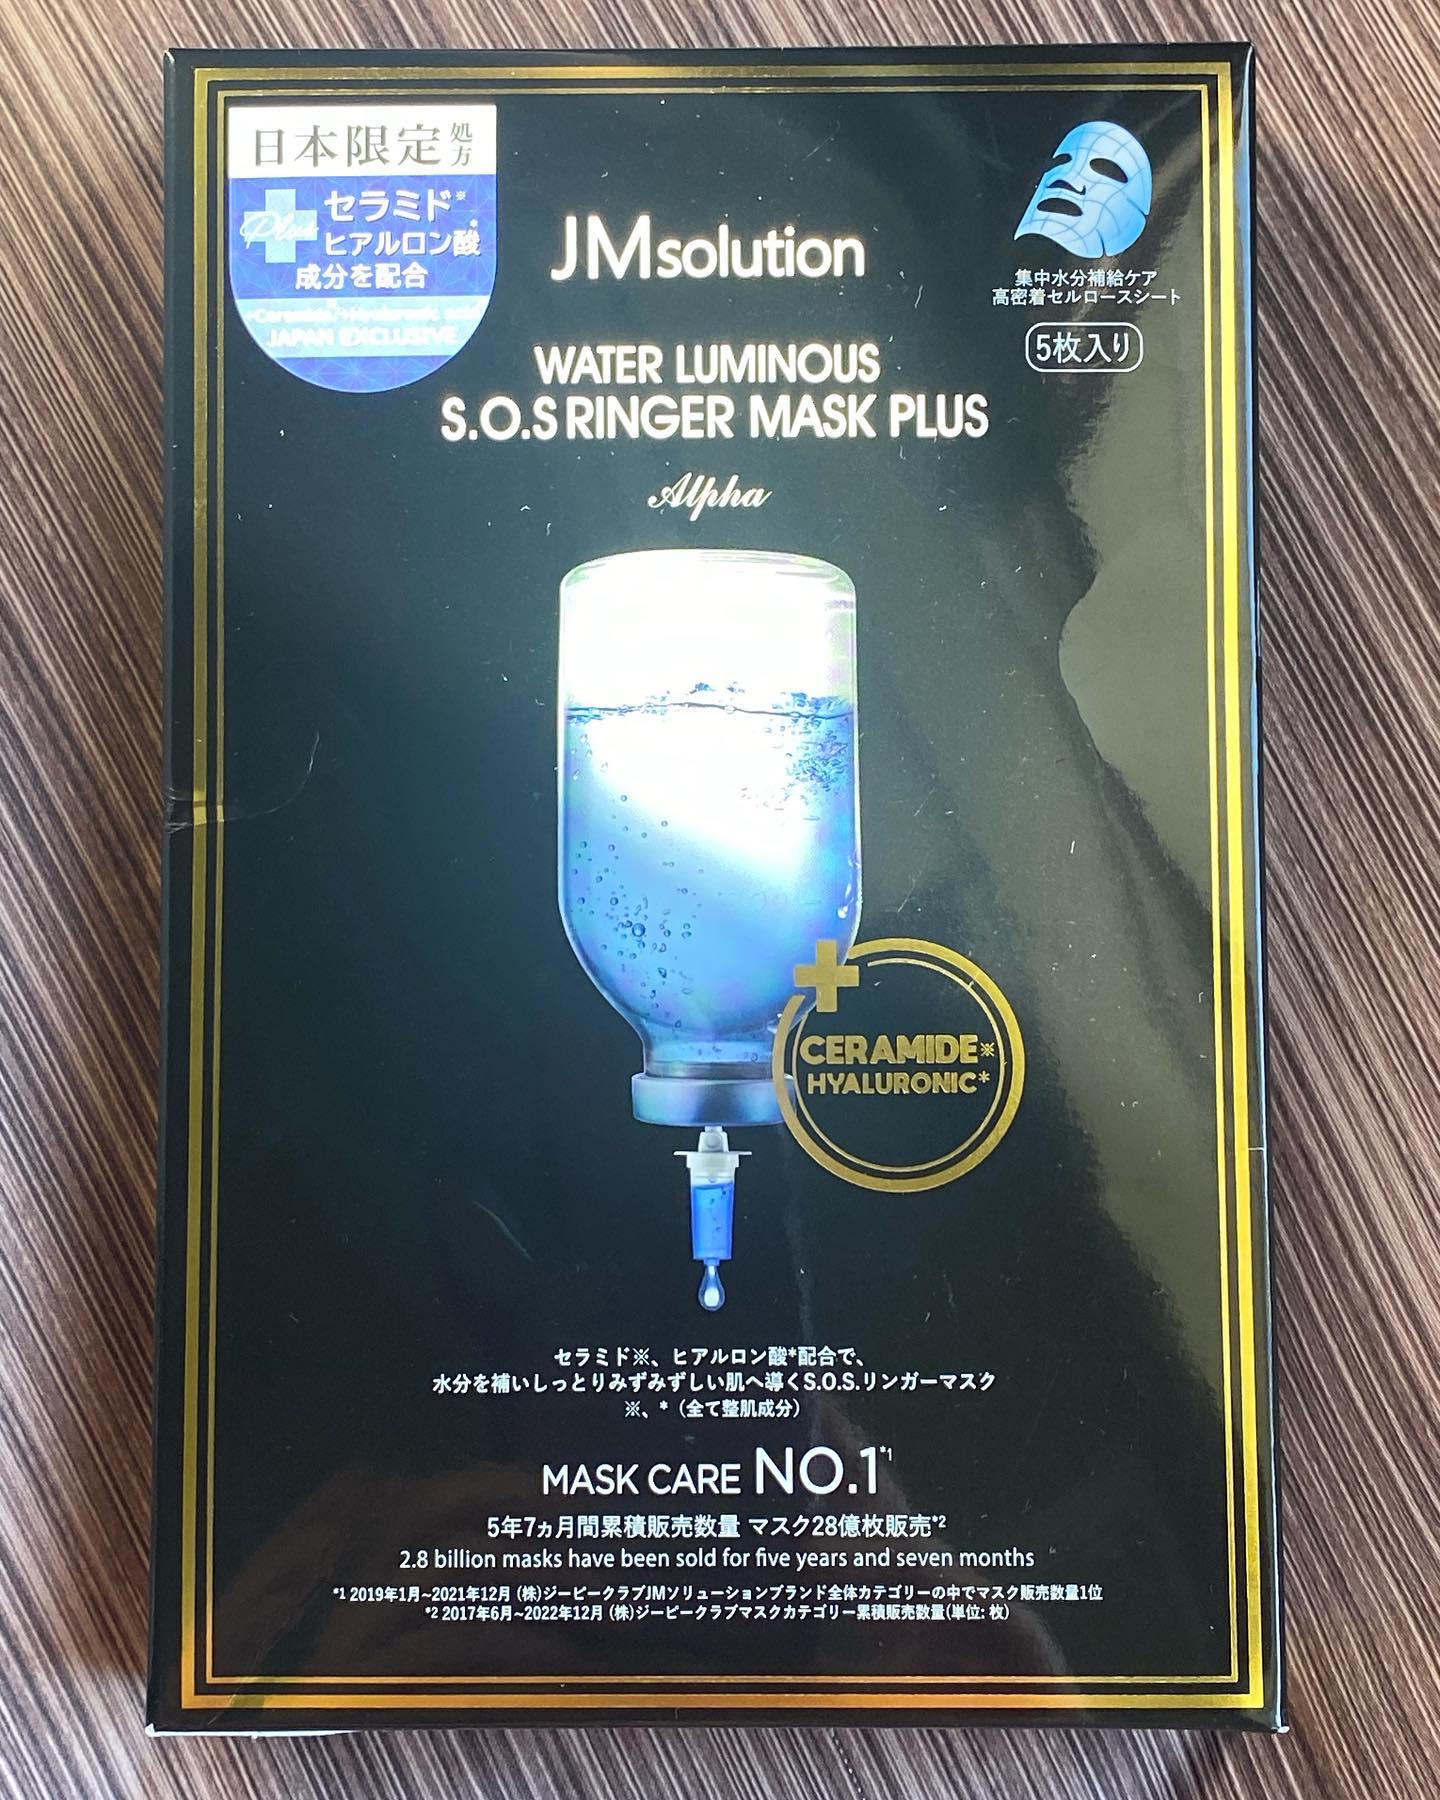 日本限定処方
Plus
セラミド※
ヒアルロン酸*
成分を配合
+Ceramide/+Hyaluronic acid
JAPAN EXCLUSIVE
集中水分補給ケア
高密着セルロースシート
5枚入り
JMsolution
WATER LUMINOUS
S.O.S RINGER MASK PLUS
Alpha
CERAMIDE※
HYALURONIC*
セラミド※、ヒアルロン酸*配合で、
水分を補いしっとりみずみずしい肌へ導くS.O.S.リンガーマスク
※、*（全て整肌成分）
MASK CARE NO.1*1
5年7ヵ月間累積販売数量 マスク28億枚販売*2
2.8 billion masks have been sold for five years and seven months
*1 2019年1月~2021年12月 (株)ジーピークラブJMソリューションブランド全体カテゴリーの中でマスク販売数量1位
*2 2017年6月~2022年12月 (株)ジーピークラブマスクカテゴリー累積販売数量(単位: 枚)